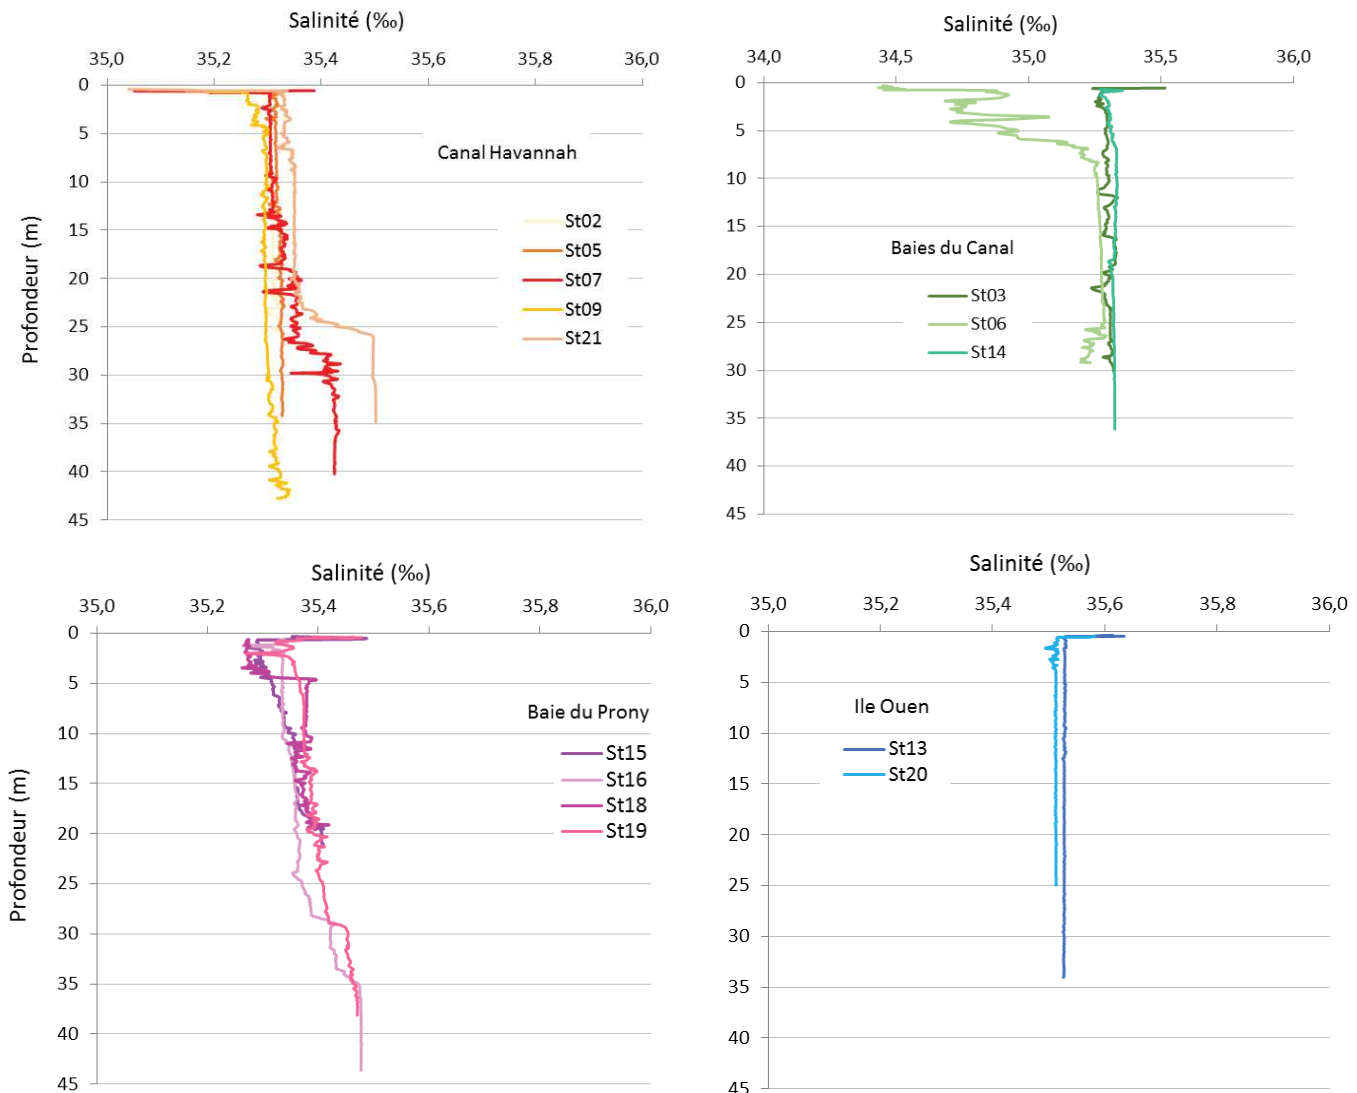 Salinité (‰)
35,0 35,2 35,4 35,6 35,8 36,0
0
5
10
15
20
25
30
35
40
45
Profondeur (m)
Canal Havannah
St02
St05
St07
St09
St21
Salinité (‰)
34,0 34,5 35,0 35,5 36,0
0
5
10
15
20
25
30
35
40
45
Baies du Canal
St03
St06
St14
Salinité (‰)
35,0 35,2 35,4 35,6 35,8 36,0
0
5
10
15
20
25
30
35
40
45
Profondeur (m)
Baie du Prony
St15
St16
St18
St19
Salinité (‰)
35,0 35,2 35,4 35,6 35,8 36,0
0
5
10
15
20
25
30
35
40
45
Ile Ouen
St13
St20